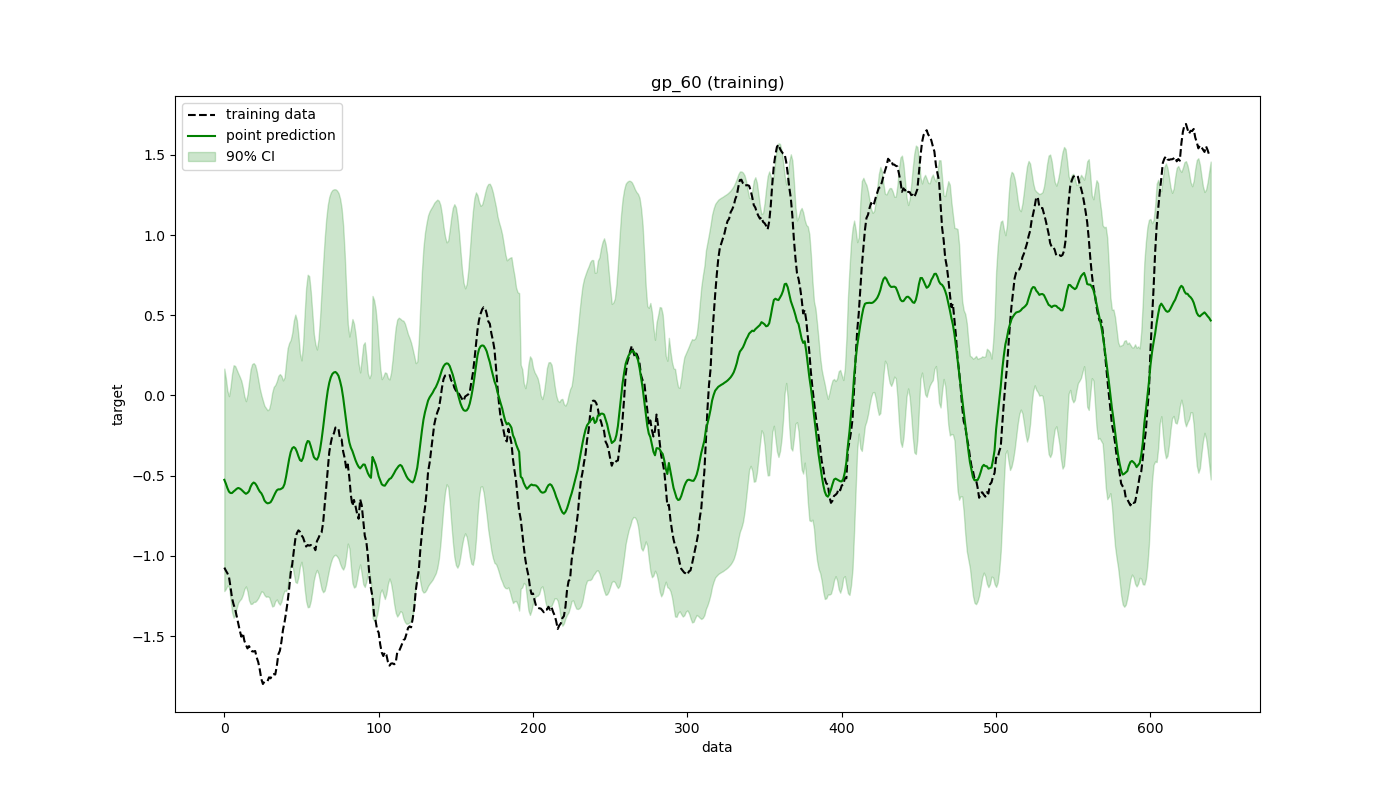 gp_60 (training)
training data
point prediction
90% CI
target
1.5
1.0
0.5
0.0
−0.5
−1.0
−1.5
0 100 200 300 400 500 600
data